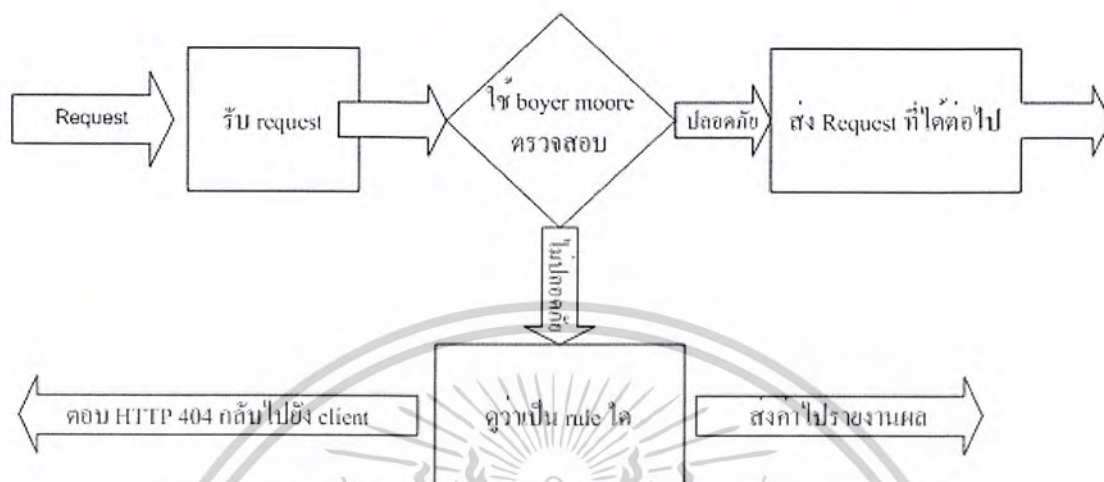 Request
รับ request
ใช้ boyer moore
ตรวจสอบ
ปลอดภัย
ส่ง Request ที่ได้ต่อไป
ไม่ปลอดภัย
ตอบ HTTP 404 กลับไปยัง client
ดูว่าเป็น rule ใด
ส่งค่าไปรายงานผล